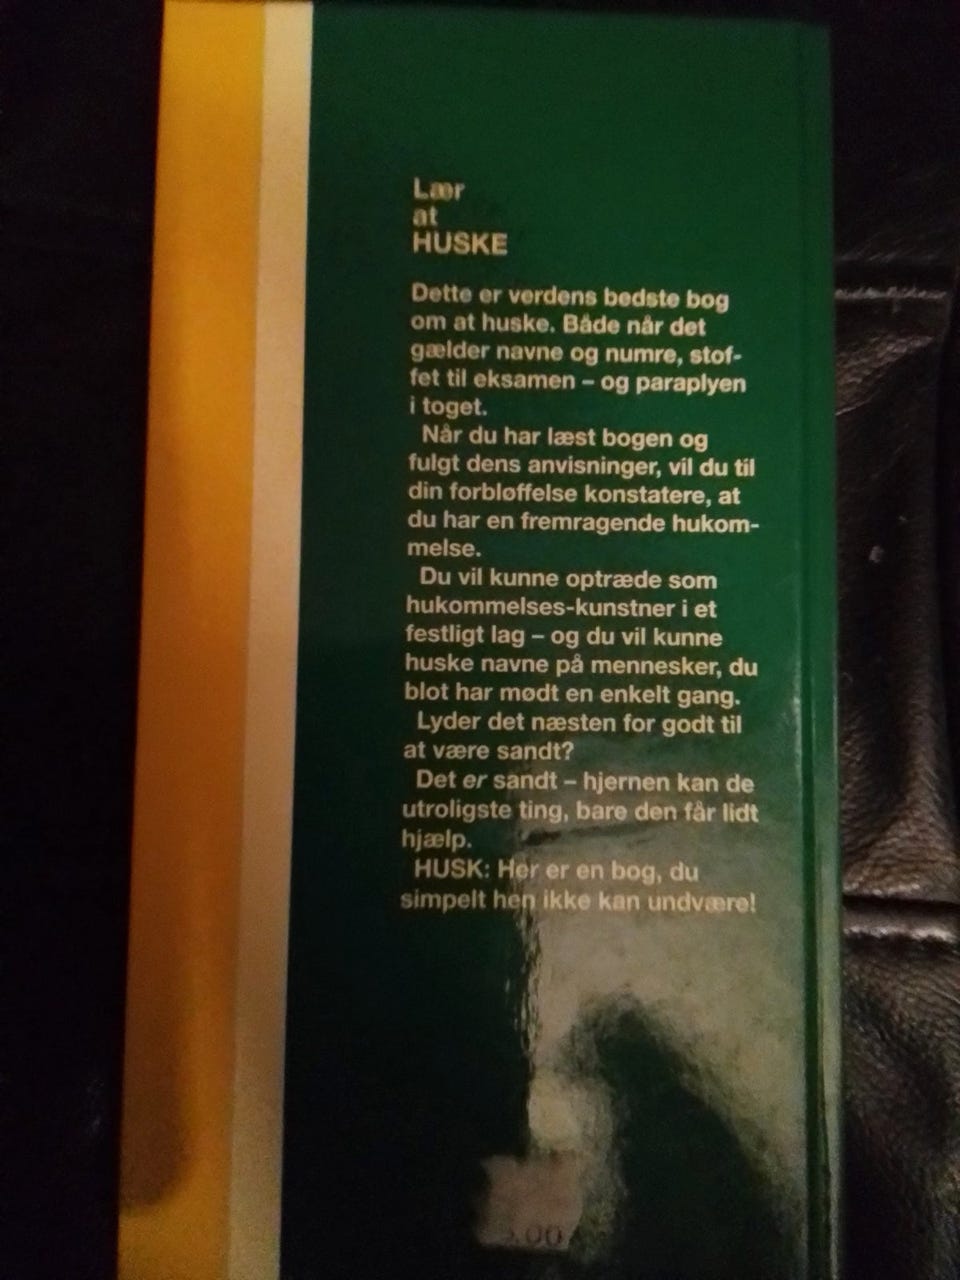 Lær
at
HUSKE
Dette er verdens bedste bog
om at huske. Både når det
gælder navne og numre, stof-
fet til eksamen – og paraplyen
i toget.
Når du har læst bogen og
fulgt dens anvisninger, vil du til
din forbløffelse konstatere, at
du har en fremragende hukom-
melse.
Du vil kunne optræde som
hukommelses-kunstner i et
festligt lag – og du vil kunne
huske navne på mennesker, du
blot har mødt en enkelt gang.
Lyder det næsten for godt til
at være sandt?
Det er sandt – hjernen kan de
utroligste ting, bare den får lidt
hjælp.
HUSK: Her er en bog, du
simpelt hen ikke kan undvære!